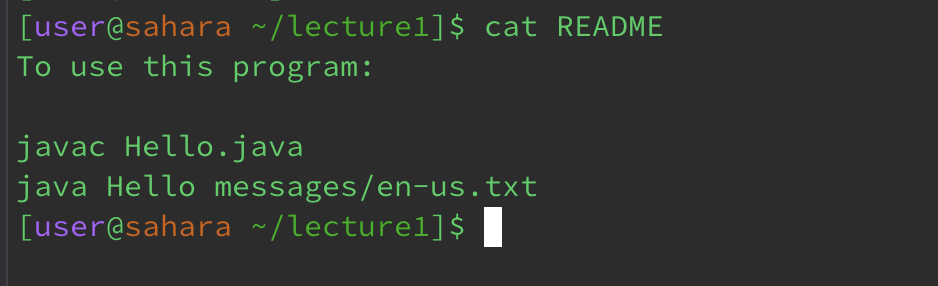 [user@sahara ~/lecture1]$ cat README
To use this program:
javac Hello.java
java Hello messages/en-us.txt
[user@sahara ~/lecture1]$